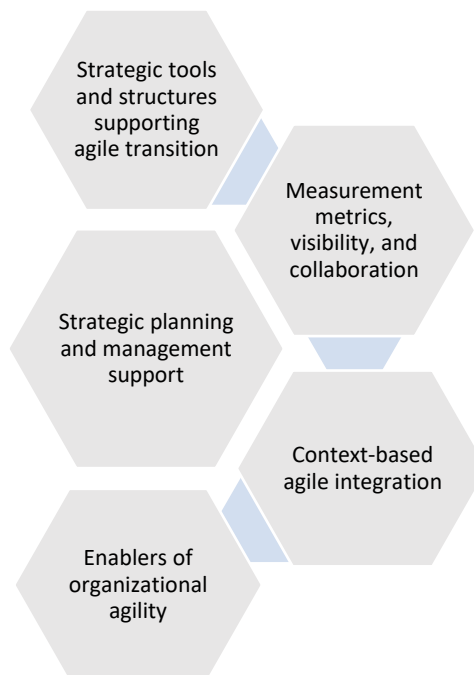 Strategic tools
and structures
supporting
agile transition
Measurement
metrics,
visibility, and
collaboration
Strategic planning
and management
support
Context-based
agile integration
Enablers of
organizational
agility